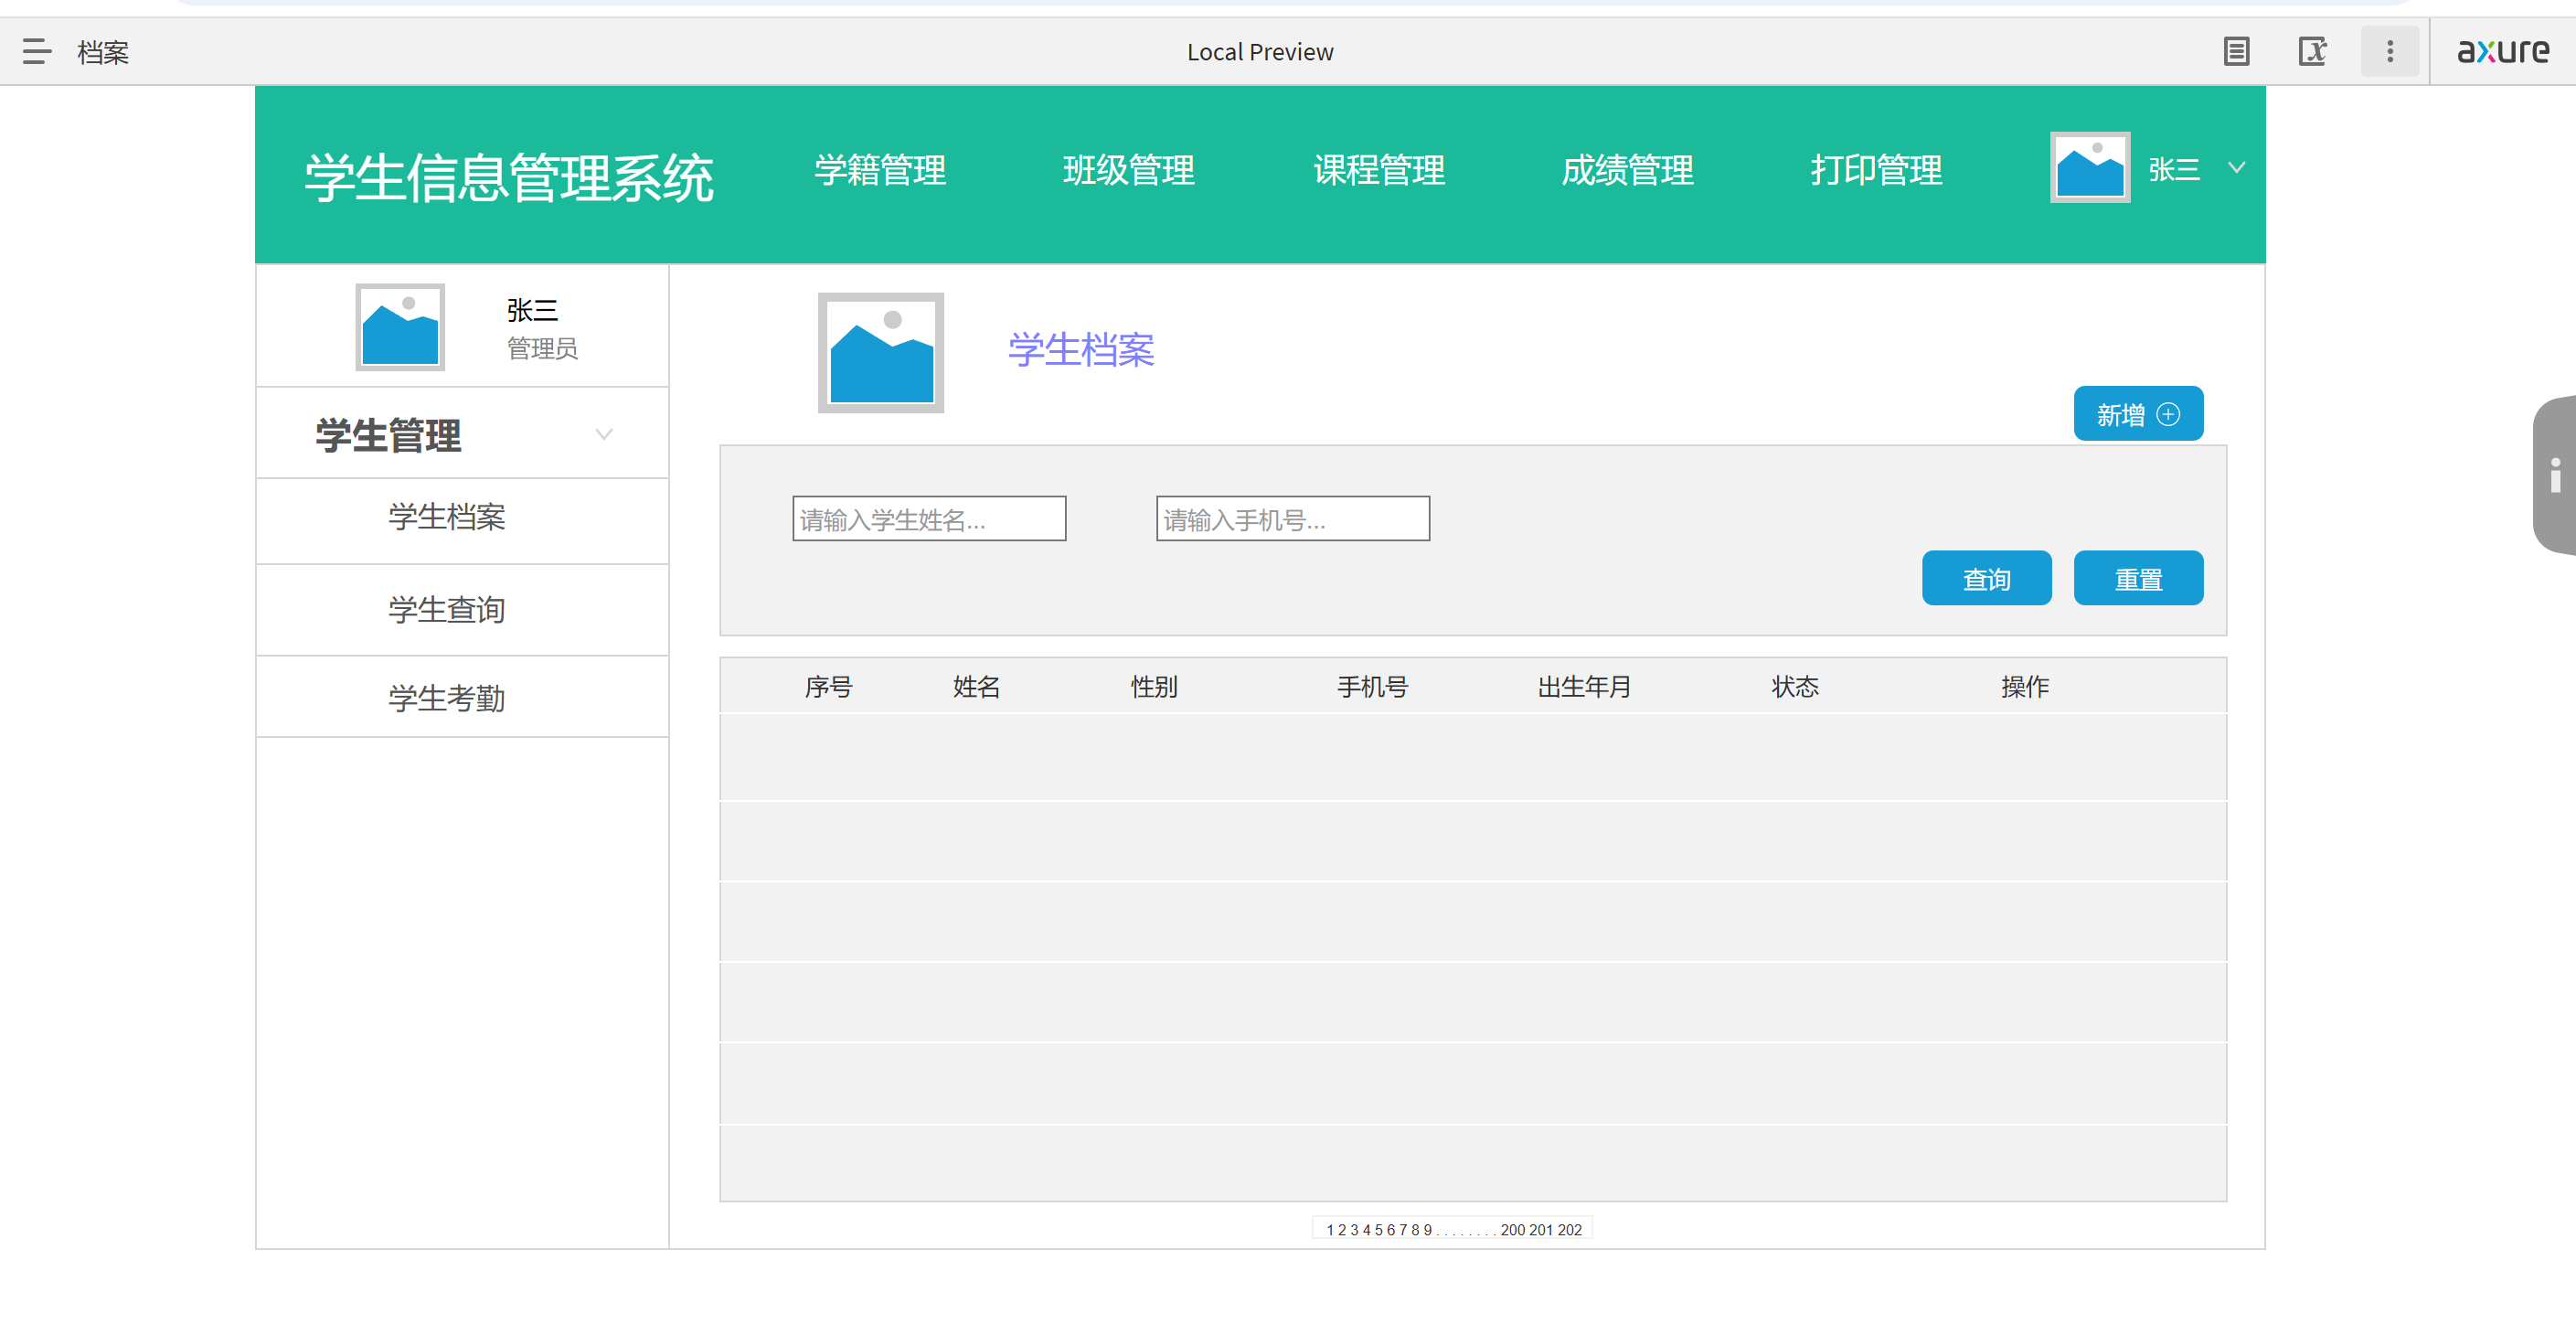 档案
Local Preview
axure
学生信息管理系统
学籍管理
班级管理
课程管理
成绩管理
打印管理
张三
张三
管理员
学生档案
新增
学生管理
学生档案
学生查询
学生考勤
请输入学生姓名...
请输入手机号...
查询
重置
序号 姓名 性别 手机号 出生年月 状态 操作
1 2 3 4 5 6 7 8 9 . . . . . . . . 200 201 202